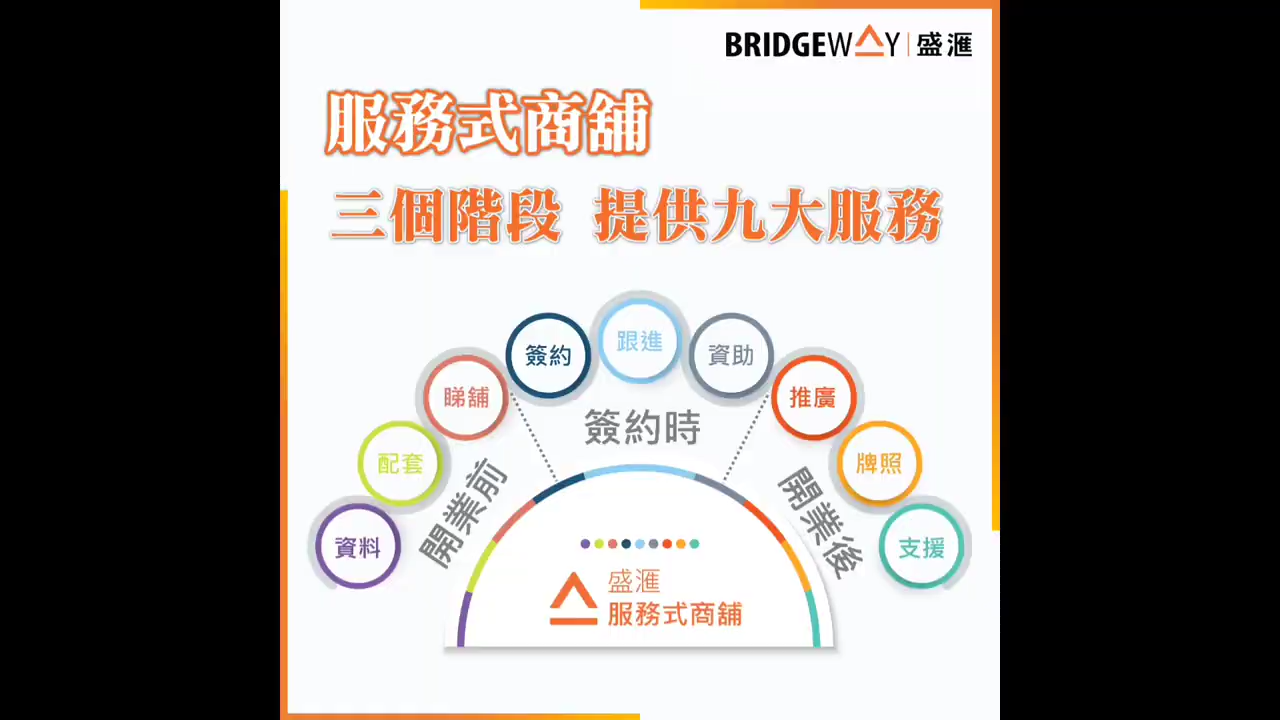 BRIDGEWAY | 盛滙
服務式商舖
三個階段 提供九大服務
資料
配套
睇舖
簽約
跟進
資助
推廣
牌照
支援
開業前
簽約時
開業後
盛滙
服務式商舖